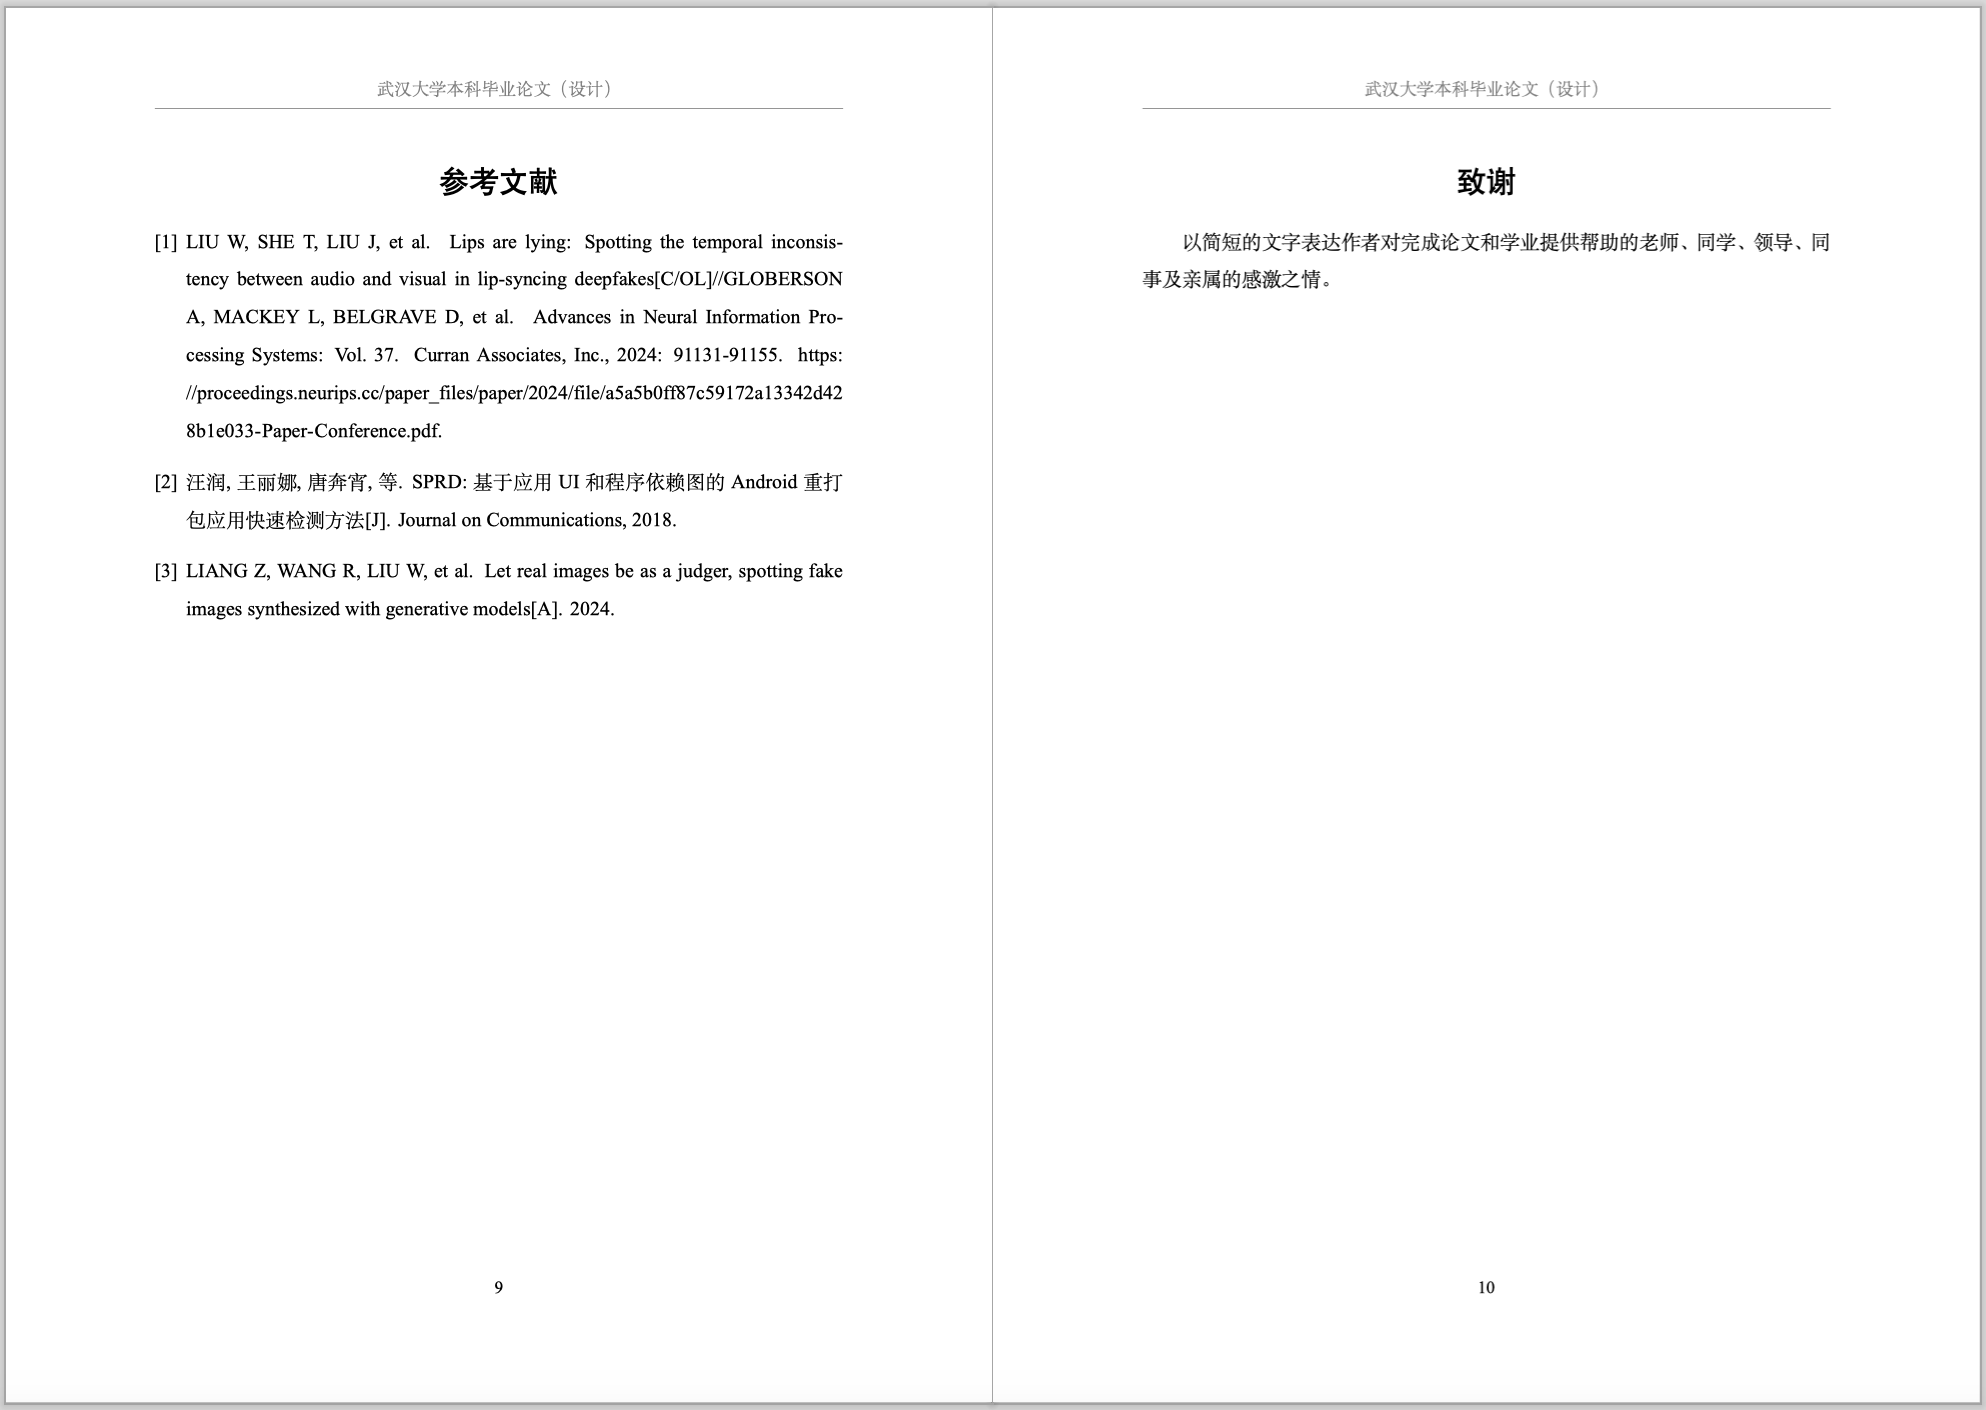 武汉大学本科毕业论文（设计）
参考文献
[1] LIU W, SHE T, LIU J, et al. Lips are lying: Spotting the temporal inconsis-
tency between audio and visual in lip-syncing deepfakes[C/OL]//GLOBERSON
A, MACKEY L, BELGRAVE D, et al. Advances in Neural Information Pro-
cessing Systems: Vol. 37. Curran Associates, Inc., 2024: 91131-91155. https:
//proceedings.neurips.cc/paper_files/paper/2024/file/a5a5b0ff87c59172a13342d42
8b1e033-Paper-Conference.pdf.
[2] 汪润, 王丽娜, 唐奔宵, 等. SPRD: 基于应用 UI 和程序依赖图的 Android 重打
包应用快速检测方法[J]. Journal on Communications, 2018.
[3] LIANG Z, WANG R, LIU W, et al. Let real images be as a judger, spotting fake
images synthesized with generative models[A]. 2024.
9
武汉大学本科毕业论文（设计）
致谢
以简短的文字表达作者对完成论文和学业提供帮助的老师、同学、领导、同
事及亲属的感激之情。
10